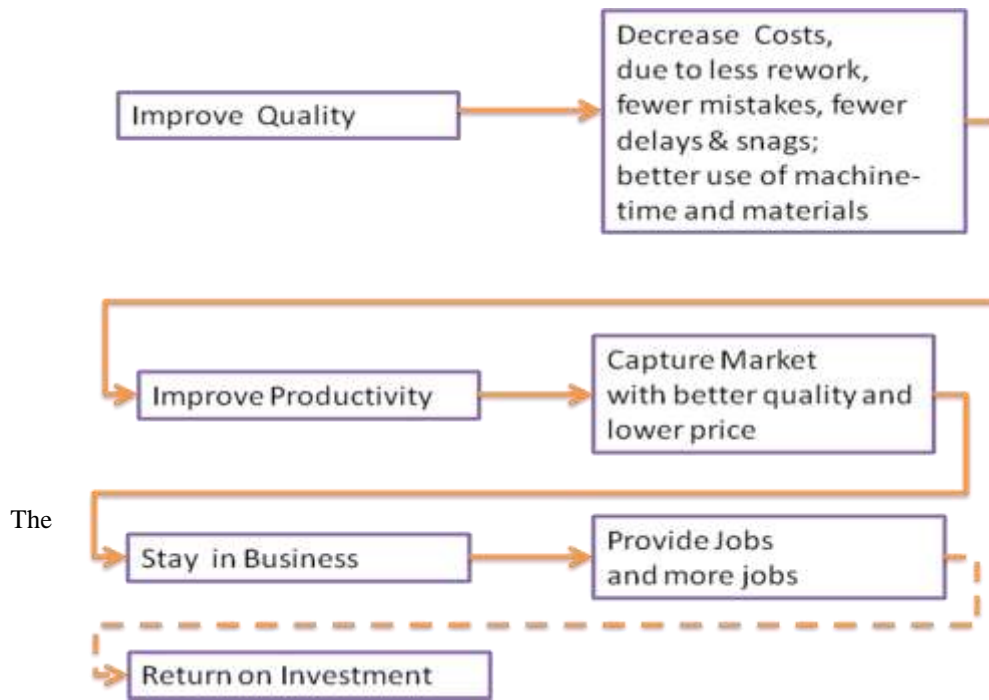 Improve Quality
Decrease Costs,
due to less rework,
fewer mistakes, fewer
delays & snags;
better use of machine-
time and materials
Improve Productivity
Capture Market
with better quality and
lower price
The
Stay in Business
Provide Jobs
and more jobs
Return on Investment